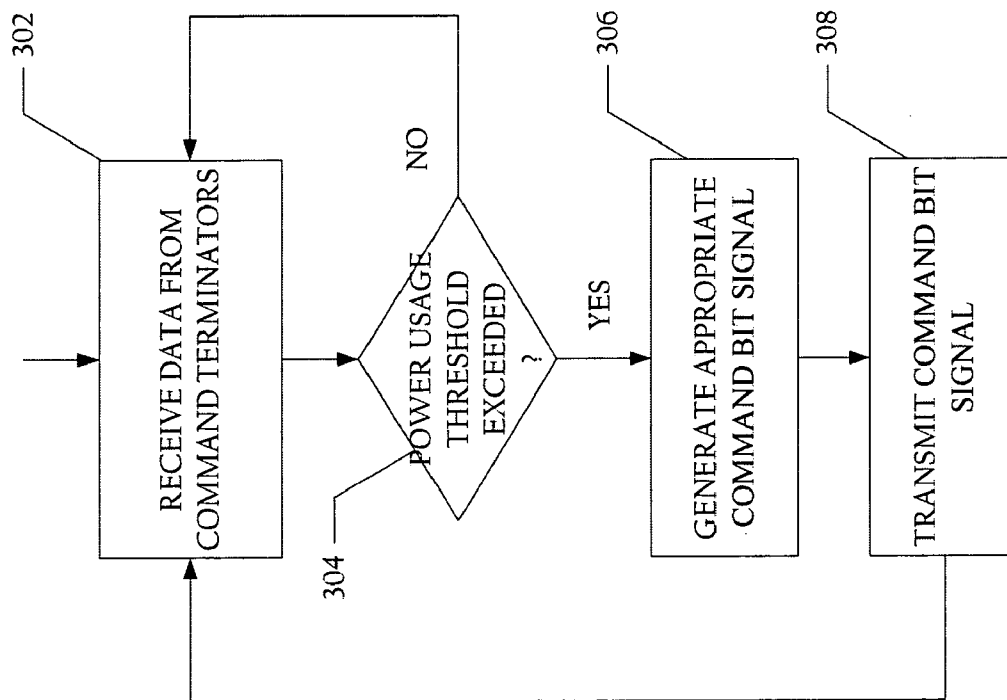 302
RECEIVE DATA FROM
COMMAND TERMINATORS
304
POWER USAGE
THRESHOLD
EXCEEDED
?
NO
YES
306
GENERATE APPROPRIATE
COMMAND BIT SIGNAL
308
TRANSMIT COMMAND BIT
SIGNAL